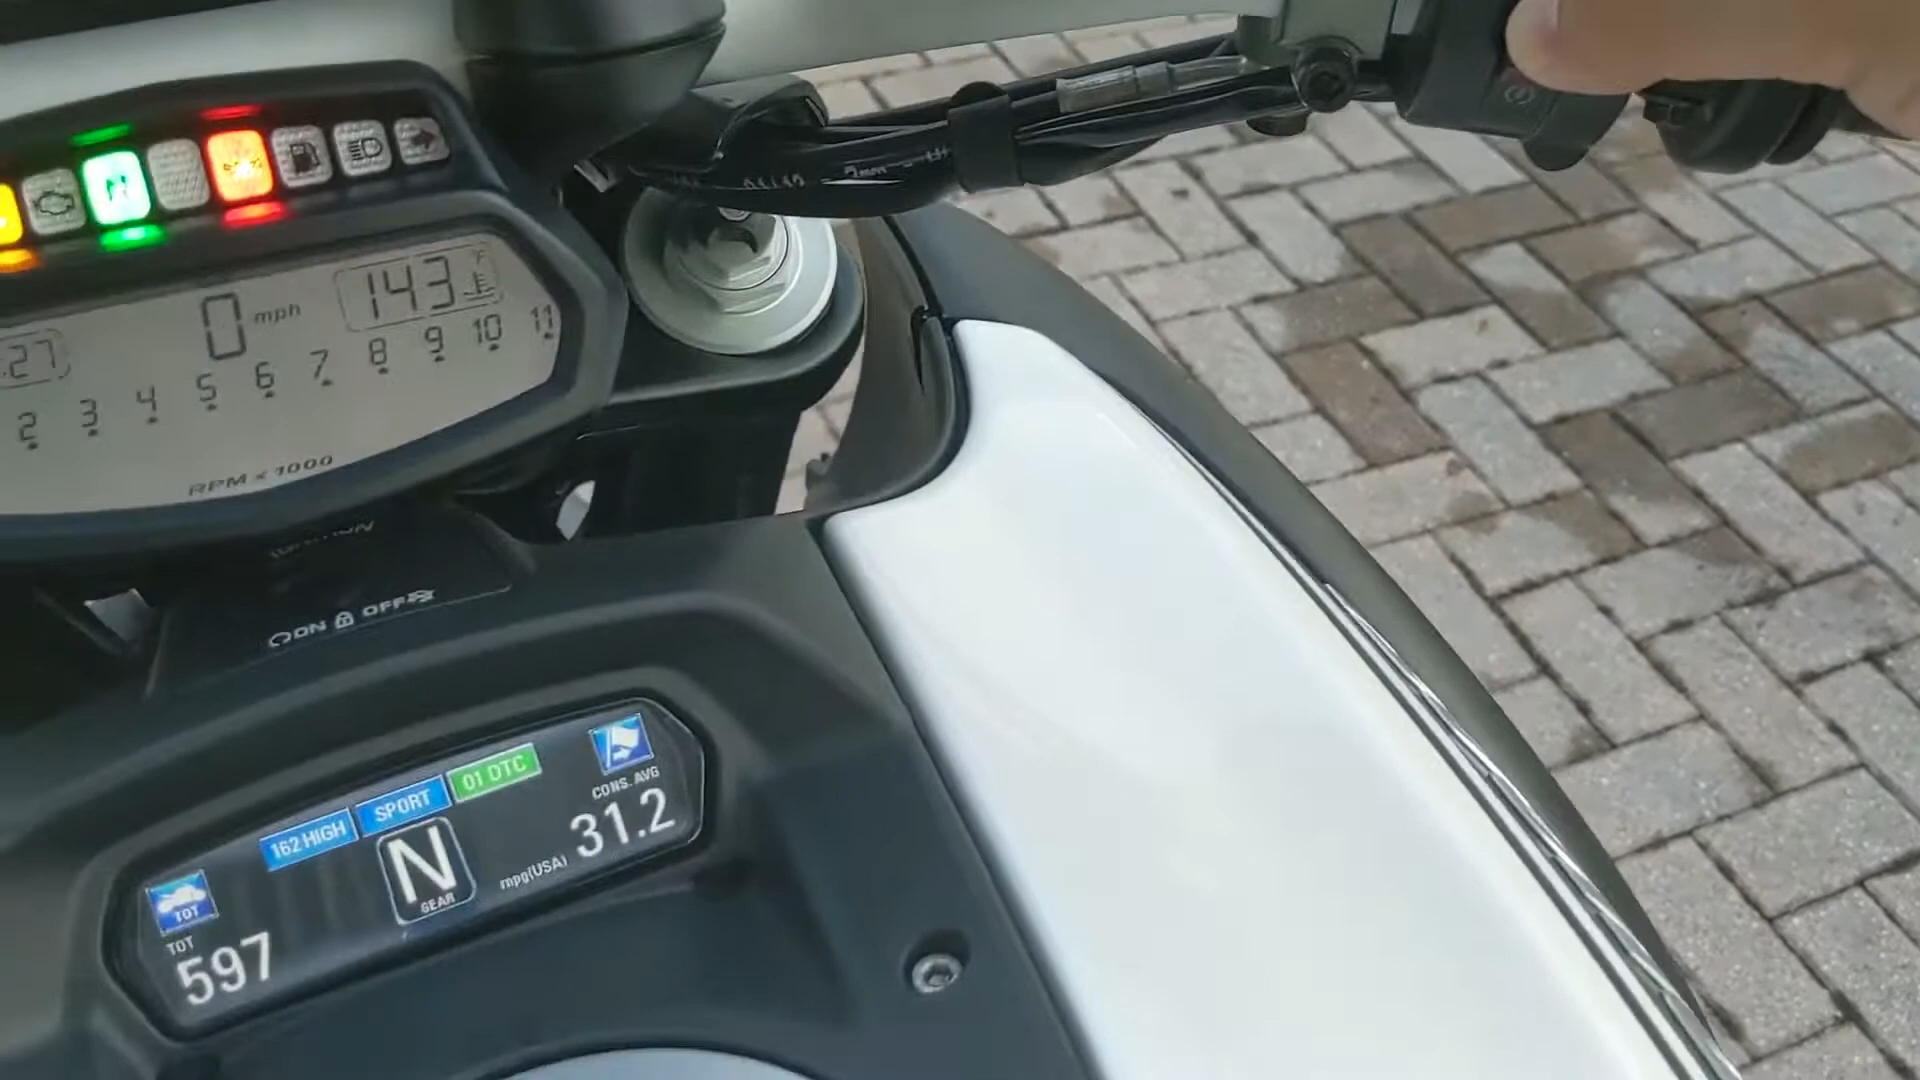 N
0 mph
143 °F
:27
2 3 4 5 6 7 8 9 10 11
RPM x 1000
ON OFF
162 HIGH SPORT 01 DTC
TOT
TOT
597
N
GEAR
CONS. AVG
mpg(USA) 31.2